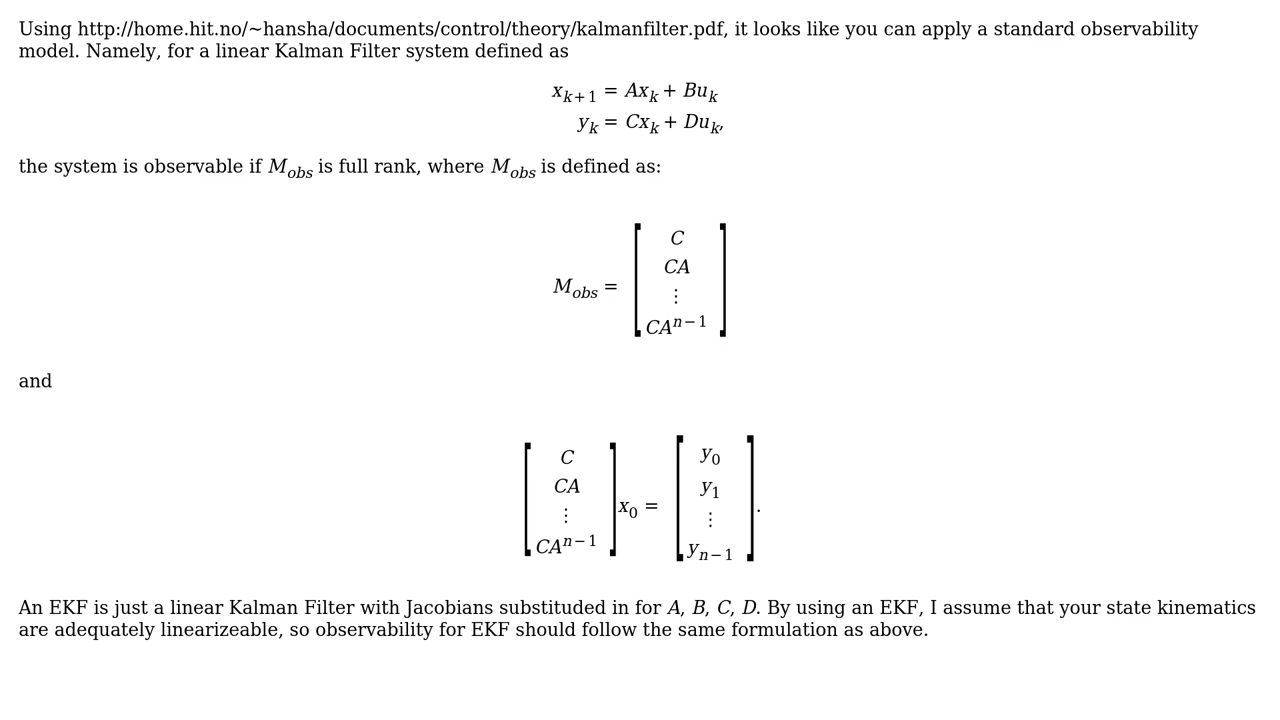 Using http://home.hit.no/~hansha/documents/control/theory/kalmanfilter.pdf, it looks like you can apply a standard observability
model. Namely, for a linear Kalman Filter system defined as
x_{k+1} = Ax_k + Bu_k
y_k = Cx_k + Du_k,
the system is observable if M_{obs} is full rank, where M_{obs} is defined as:
M_{obs} = [ C
CA
⋮
CA^{n−1} ]
and
[ C
CA
⋮
CA^{n−1} ] x_0 = [ y_0
y_1
⋮
y_{n−1} ].
An EKF is just a linear Kalman Filter with Jacobians substituded in for A, B, C, D. By using an EKF, I assume that your state kinematics
are adequately linearizeable, so observability for EKF should follow the same formulation as above.